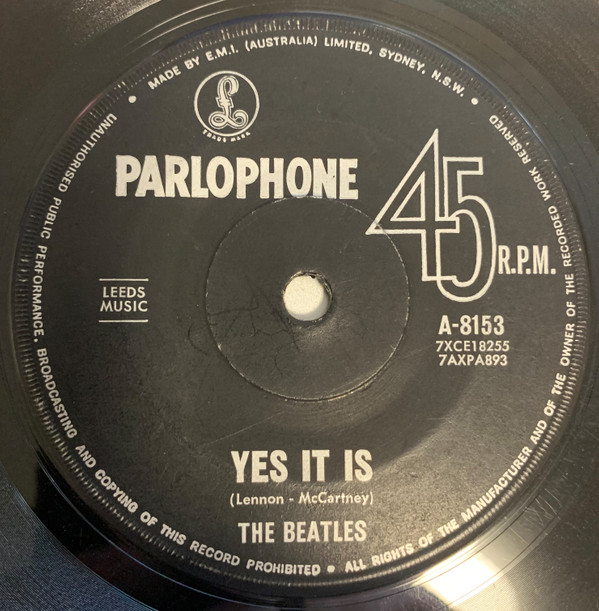 • MADE BY E.M.I. (AUSTRALIA) LIMITED, SYDNEY, N.S.W. •
£
TRADE MARK
PARLOPHONE
45 R.P.M.
LEEDS
MUSIC
A-8153
7XCE18255
7AXPA893
YES IT IS
(Lennon - McCartney)
THE BEATLES
UNAUTHORISED PUBLIC PERFORMANCE, BROADCASTING AND COPYING OF THIS RECORD PROHIBITED • ALL RIGHTS OF THE MANUFACTURER AND OF THE OWNER OF THE RECORDED WORK RESERVED